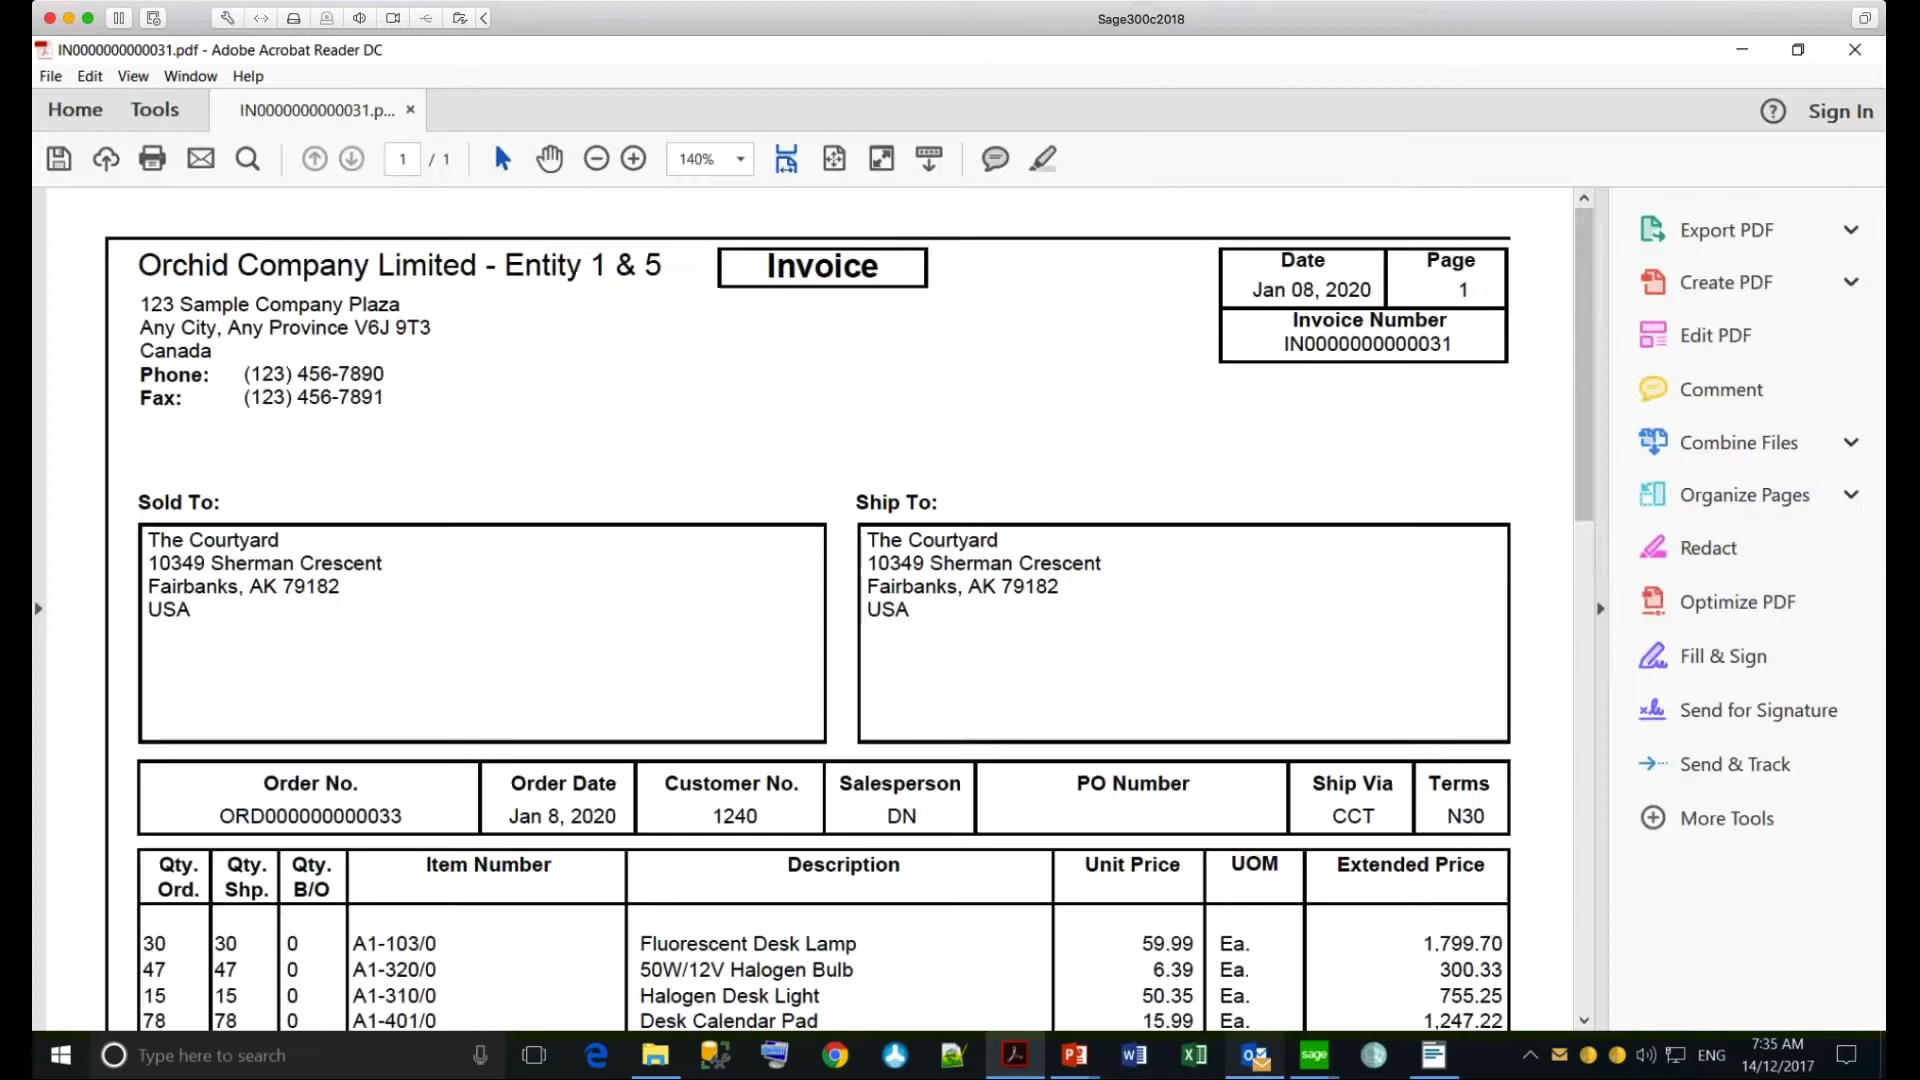 Sage300c2018
IN0000000000031.pdf - Adobe Acrobat Reader DC
File Edit View Window Help
Home Tools IN0000000000031.p... × Sign In
1 / 1 140%
Orchid Company Limited - Entity 1 & 5
Invoice
Date Page
Jan 08, 2020 1
Invoice Number
IN0000000000031
123 Sample Company Plaza
Any City, Any Province V6J 9T3
Canada
Phone: (123) 456-7890
Fax: (123) 456-7891
Sold To: Ship To:
The Courtyard
10349 Sherman Crescent
Fairbanks, AK 79182
USA
The Courtyard
10349 Sherman Crescent
Fairbanks, AK 79182
USA
Order No. Order Date Customer No. Salesperson PO Number Ship Via Terms
ORD000000000033 Jan 8, 2020 1240 DN CCT N30
Qty. Ord. Qty. Shp. Qty. B/O Item Number Description Unit Price UOM Extended Price
30 30 0 A1-103/0 Fluorescent Desk Lamp 59.99 Ea. 1,799.70
47 47 0 A1-320/0 50W/12V Halogen Bulb 6.39 Ea. 300.33
15 15 0 A1-310/0 Halogen Desk Light 50.35 Ea. 755.25
78 78 0 A1-401/0 Desk Calendar Pad 15.99 Ea. 1,247.22
Export PDF
Create PDF
Edit PDF
Comment
Combine Files
Organize Pages
Redact
Optimize PDF
Fill & Sign
Send for Signature
Send & Track
More Tools
Type here to search
sage
ENG
7:35 AM
14/12/2017